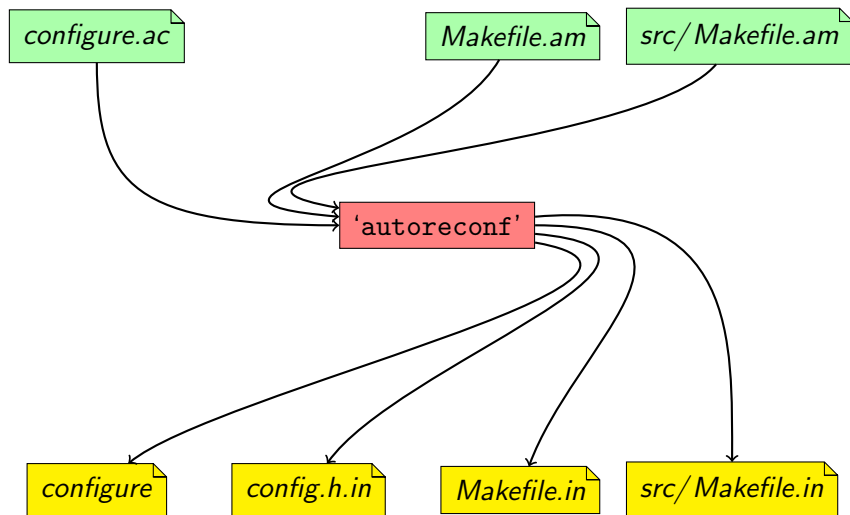 configure.ac
Makefile.am
src/Makefile.am
‘autoreconf’
configure
config.h.in
Makefile.in
src/Makefile.in